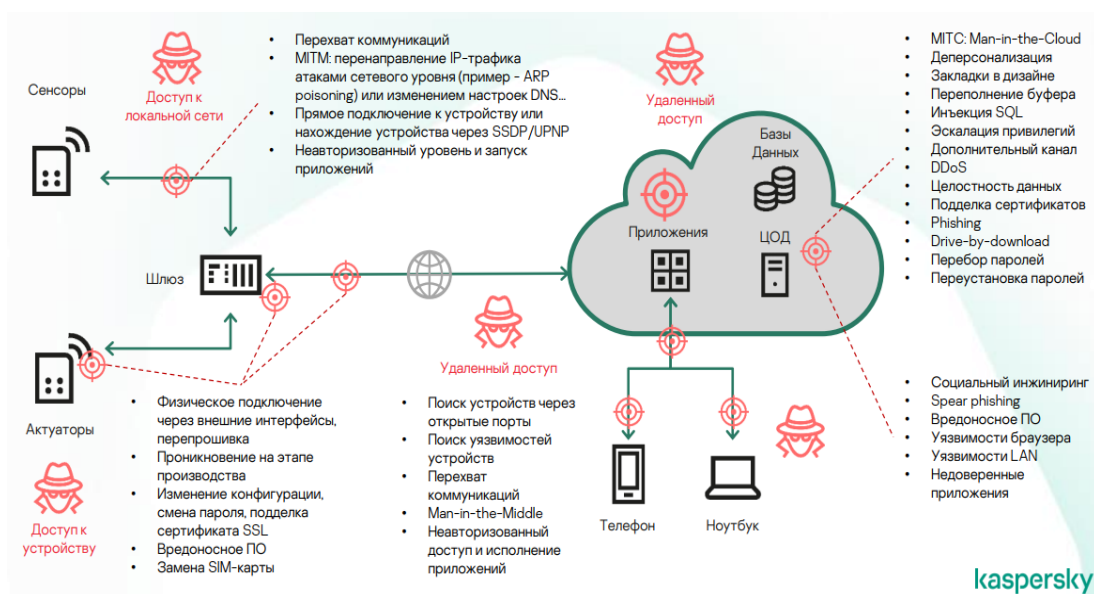 Сенсоры
Доступ к
локальной сети
• Перехват коммуникаций
• MITM: перенаправление IP-трафика
атаками сетевого уровня (пример - ARP
poisoning) или изменением настроек DNS...
• Прямое подключение к устройству или
нахождение устройства через SSDP/UPNP
• Неавторизованный уровень и запуск
приложений
Удаленный
доступ
Базы
Данных
Приложения
ЦОД
• MITC: Man-in-the-Cloud
• Деперсонализация
• Закладки в дизайне
• Переполнение буфера
• Инъекция SQL
• Эскалация привилегий
• Дополнительный канал
• DDoS
• Целостность данных
• Подделка сертификатов
• Phishing
• Drive-by-download
• Перебор паролей
• Переустановка паролей
Шлюз
Удаленный доступ
Актуаторы
Доступ к
устройству
• Физическое подключение
через внешние интерфейсы,
перепрошивка
• Проникновение на этапе
производства
• Изменение конфигурации,
смена пароля, подделка
сертификата SSL
• Вредоносное ПО
• Замена SIM-карты
• Поиск устройств через
открытые порты
• Поиск уязвимостей
устройств
• Перехват
коммуникаций
• Man-in-the-Middle
• Неавторизованный
доступ и исполнение
приложений
Телефон
Ноутбук
• Социальный инжиниринг
• Spear phishing
• Вредоносное ПО
• Уязвимости браузера
• Уязвимости LAN
• Недоверенные
приложения
kaspersky